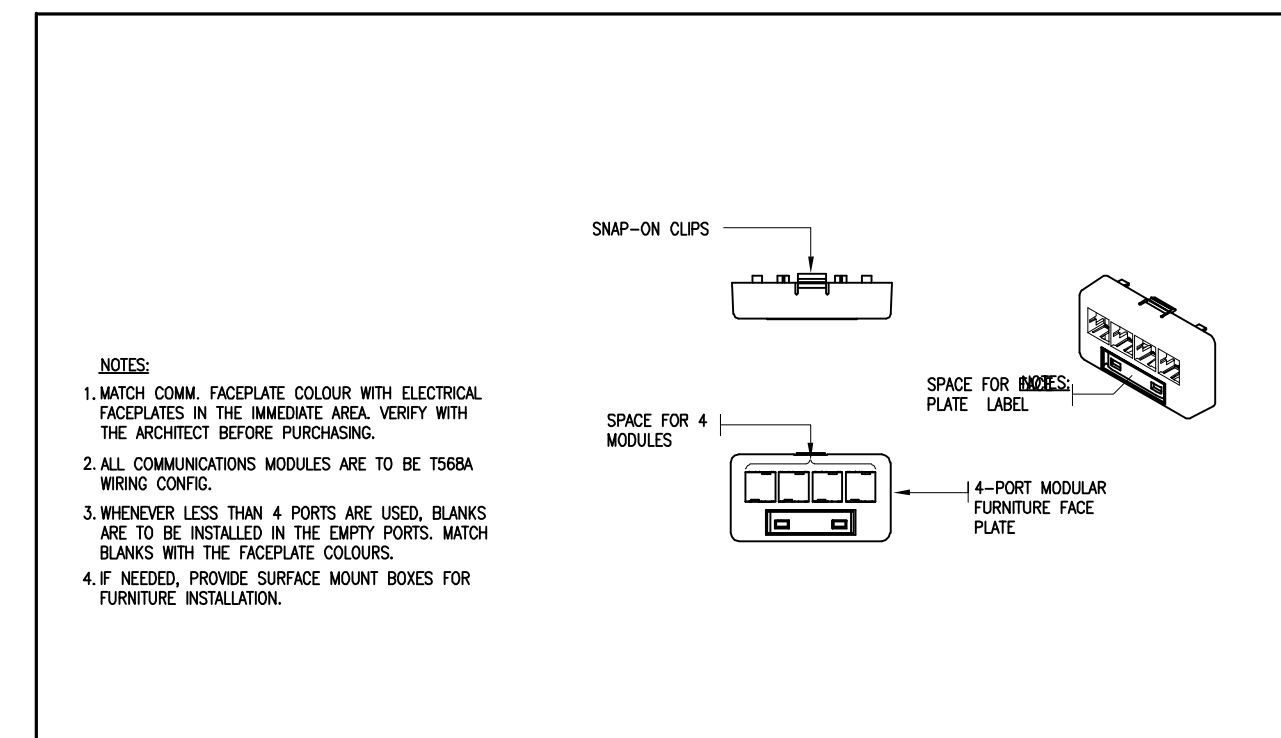 NOTES:
1. MATCH COMM. FACEPLATE COLOUR WITH ELECTRICAL
FACEPLATES IN THE IMMEDIATE AREA. VERIFY WITH
THE ARCHITECT BEFORE PURCHASING.
2. ALL COMMUNICATIONS MODULES ARE TO BE T568A
WIRING CONFIG.
3. WHENEVER LESS THAN 4 PORTS ARE USED, BLANKS
ARE TO BE INSTALLED IN THE EMPTY PORTS. MATCH
BLANKS WITH THE FACEPLATE COLOURS.
4. IF NEEDED, PROVIDE SURFACE MOUNT BOXES FOR
FURNITURE INSTALLATION.
SNAP-ON CLIPS
SPACE FOR 4
MODULES
SPACE FOR FACE
NOTES:
PLATE LABEL
4-PORT MODULAR
FURNITURE FACE
PLATE